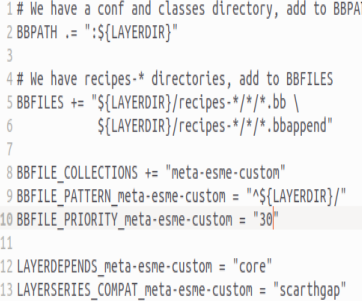 1 # We have a conf and classes directory, add to BBPA
2 BBPATH .= ":${LAYERDIR}"
3
4 # We have recipes-* directories, add to BBFILES
5 BBFILES += "${LAYERDIR}/recipes-*/*/*.bb \
6 ${LAYERDIR}/recipes-*/*/*.bbappend"
7
8 BBFILE_COLLECTIONS += "meta-esme-custom"
9 BBFILE_PATTERN_meta-esme-custom = "^${LAYERDIR}/"
10 BBFILE_PRIORITY_meta-esme-custom = "30"
11
12 LAYERDEPENDS_meta-esme-custom = "core"
13 LAYERSERIES_COMPAT_meta-esme-custom = "scarthgap"